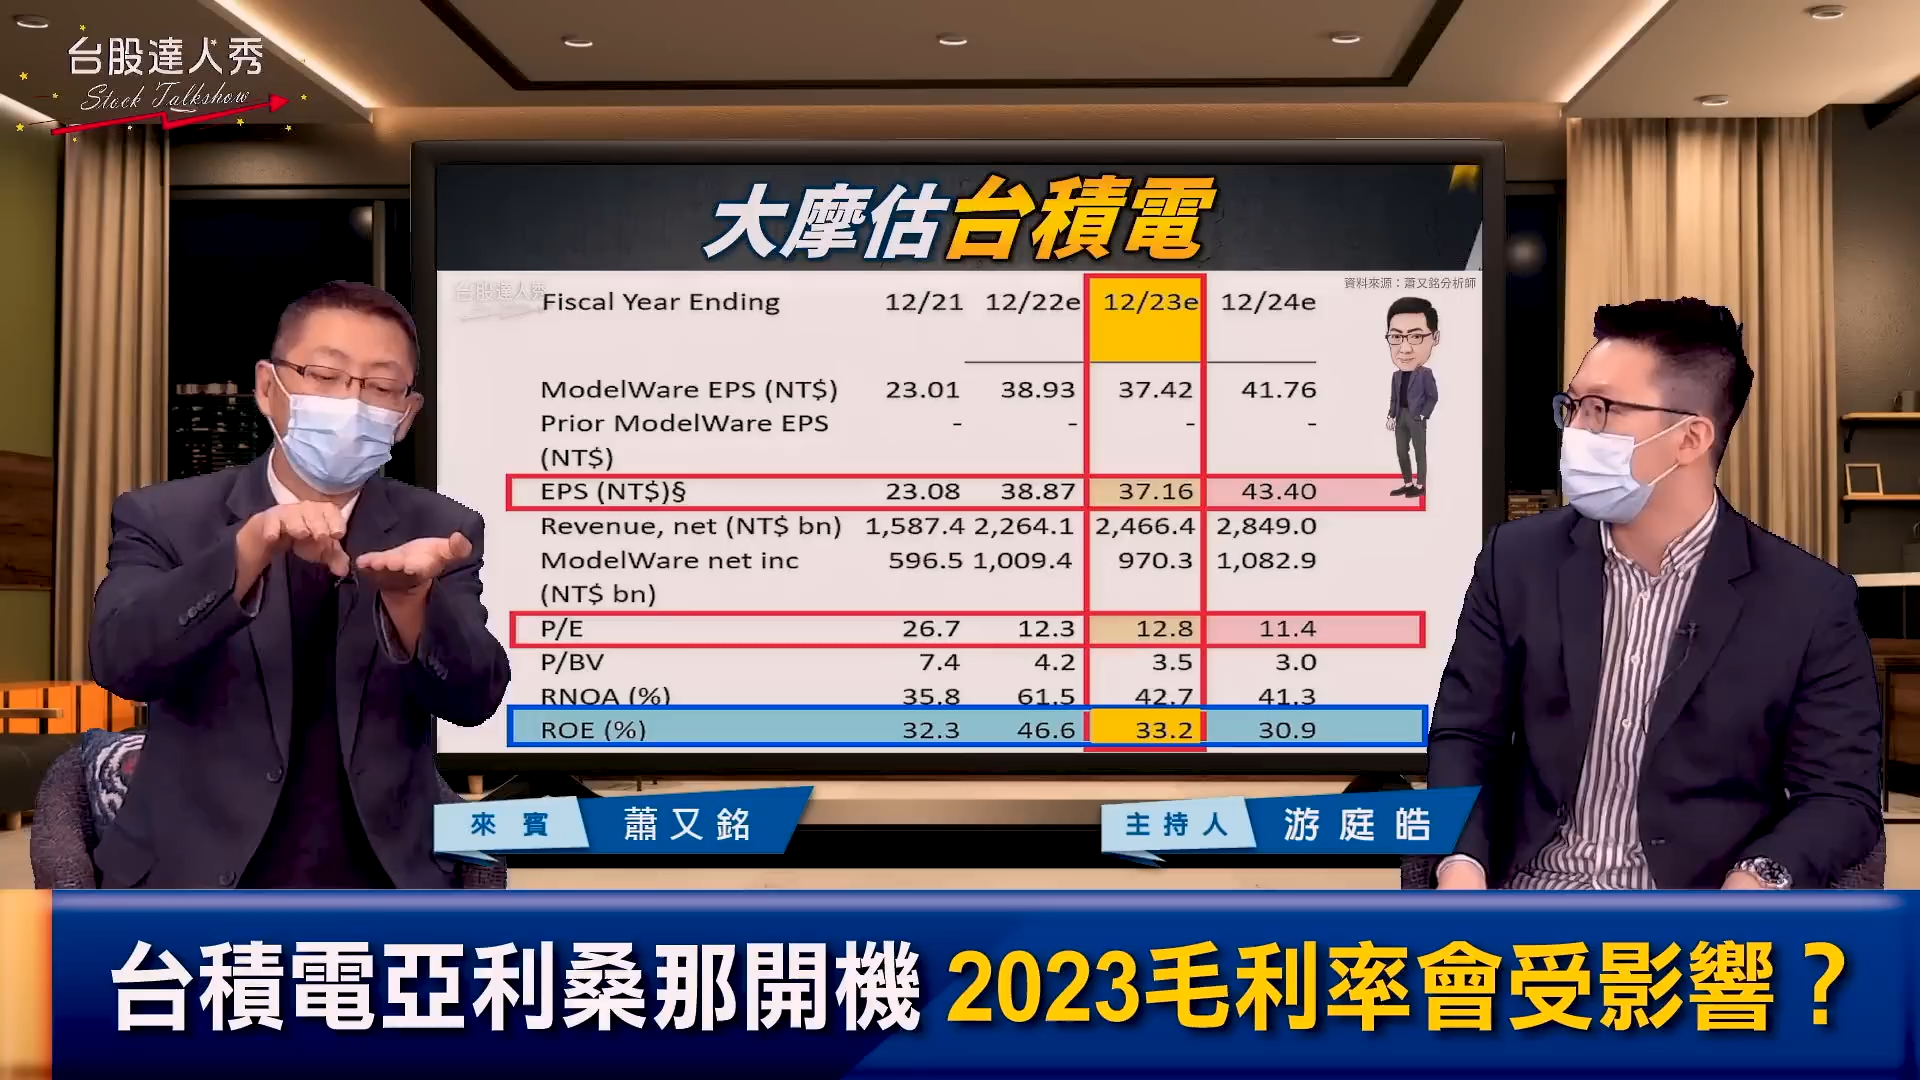 台股達人秀
Stock Talkshow
大摩估台積電
台股達人秀
資料來源：蕭又銘分析師
Fiscal Year Ending 12/21 12/22e 12/23e 12/24e
ModelWare EPS (NT$) 23.01 38.93 37.42 41.76
Prior ModelWare EPS - - - -
(NT$)
EPS (NT$)§ 23.08 38.87 37.16 43.40
Revenue, net (NT$ bn) 1,587.4 2,264.1 2,466.4 2,849.0
ModelWare net inc 596.5 1,009.4 970.3 1,082.9
(NT$ bn)
P/E 26.7 12.3 12.8 11.4
P/BV 7.4 4.2 3.5 3.0
RNOA (%) 35.8 61.5 42.7 41.3
ROE (%) 32.3 46.6 33.2 30.9
來賓 蕭又銘
主持人 游庭皓
台積電亞利桑那開機 2023毛利率會受影響？